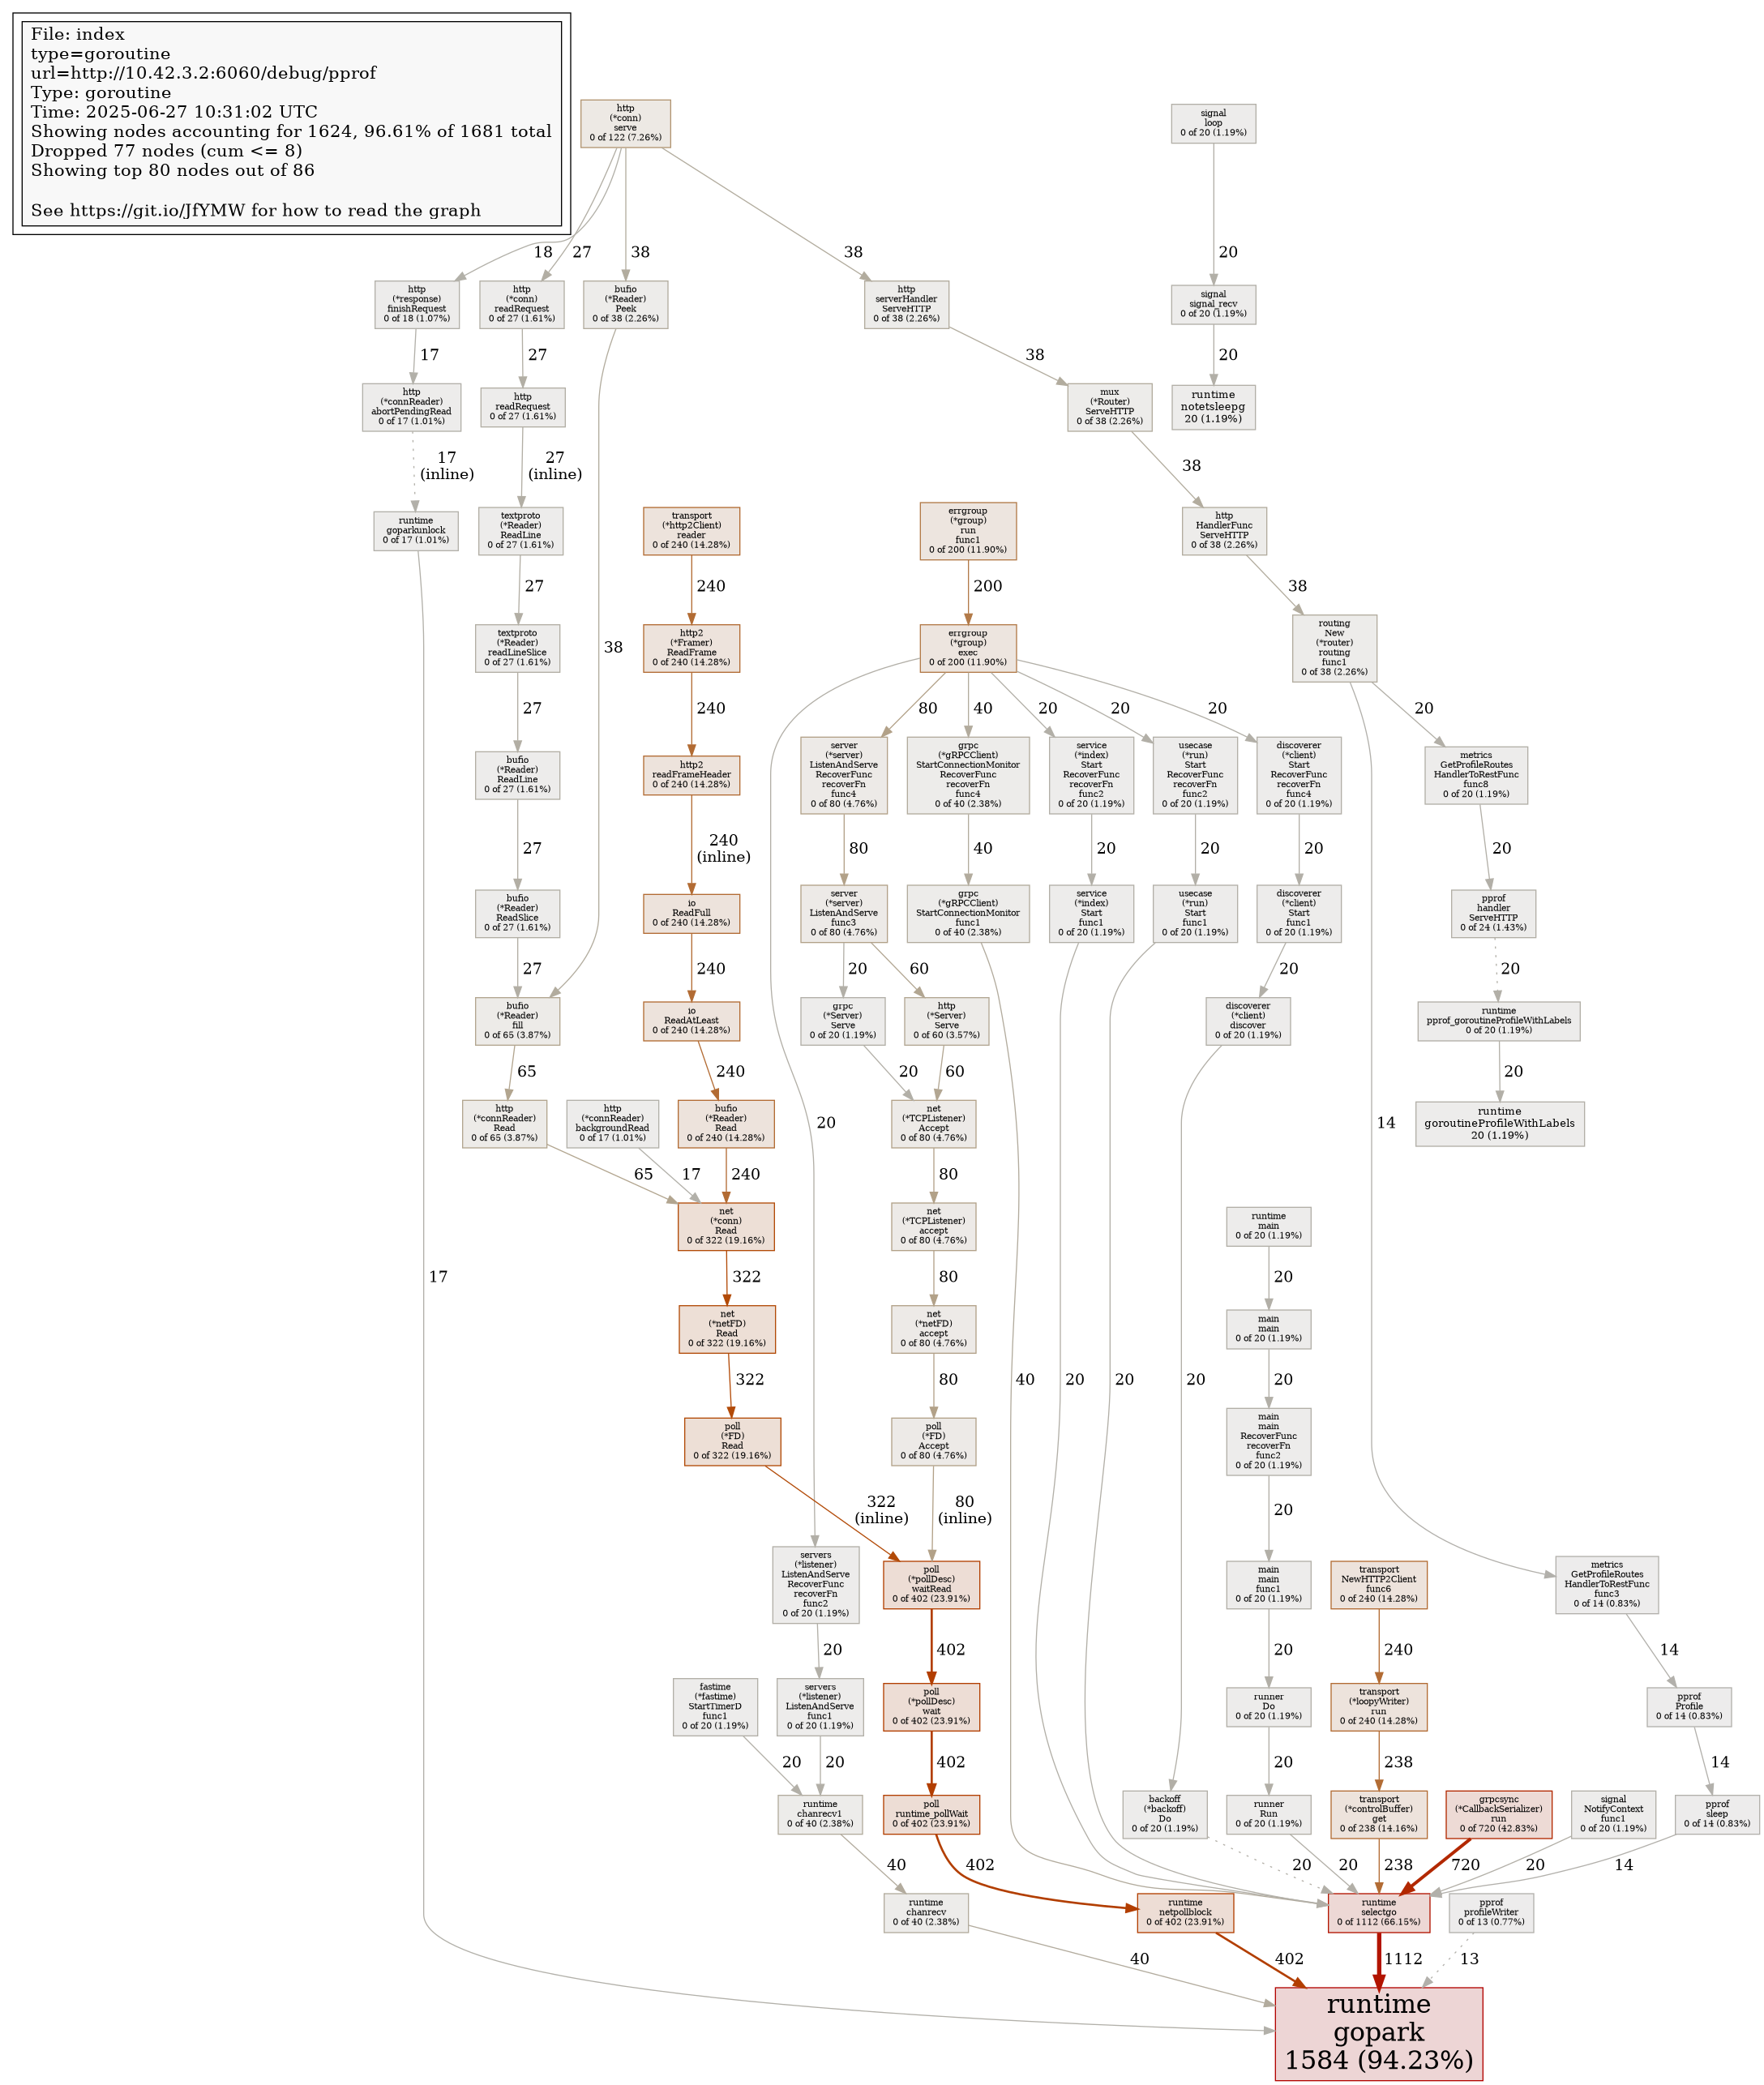 File: index
type=goroutine
url=http://10.42.3.2:6060/debug/pprof
Type: goroutine
Time: 2025-06-27 10:31:02 UTC
Showing nodes accounting for 1624, 96.61% of 1681 total
Dropped 77 nodes (cum <= 8)
Showing top 80 nodes out of 86
See https://git.io/JfYMW for how to read the graph
http
(*conn)
serve
0 of 122 (7.26%)
signal
loop
0 of 20 (1.19%)
18
27
38
38
20
http
(*response)
finishRequest
0 of 18 (1.07%)
http
(*conn)
readRequest
0 of 27 (1.61%)
bufio
(*Reader)
Peek
0 of 38 (2.26%)
http
serverHandler
ServeHTTP
0 of 38 (2.26%)
signal
signal_recv
0 of 20 (1.19%)
17
27
38
20
http
(*connReader)
abortPendingRead
0 of 17 (1.01%)
http
readRequest
0 of 27 (1.61%)
mux
(*Router)
ServeHTTP
0 of 38 (2.26%)
runtime
notetsleepg
20 (1.19%)
17
(inline)
27
(inline)
38
runtime
goparkunlock
0 of 17 (1.01%)
textproto
(*Reader)
ReadLine
0 of 27 (1.61%)
transport
(*http2Client)
reader
0 of 240 (14.28%)
errgroup
(*group)
run
func1
0 of 200 (11.90%)
http
HandlerFunc
ServeHTTP
0 of 38 (2.26%)
27
240
200
38
textproto
(*Reader)
readLineSlice
0 of 27 (1.61%)
38
http2
(*Framer)
ReadFrame
0 of 240 (14.28%)
errgroup
(*group)
exec
0 of 200 (11.90%)
routing
New
(*router)
routing
func1
0 of 38 (2.26%)
27
240
80
40
20
20
20
20
bufio
(*Reader)
ReadLine
0 of 27 (1.61%)
http2
readFrameHeader
0 of 240 (14.28%)
server
(*server)
ListenAndServe
RecoverFunc
recoverFn
func4
0 of 80 (4.76%)
grpc
(*gRPCClient)
StartConnectionMonitor
RecoverFunc
recoverFn
func4
0 of 40 (2.38%)
service
(*index)
Start
RecoverFunc
recoverFn
func2
0 of 20 (1.19%)
usecase
(*run)
Start
RecoverFunc
recoverFn
func2
0 of 20 (1.19%)
discoverer
(*client)
Start
RecoverFunc
recoverFn
func4
0 of 20 (1.19%)
metrics
GetProfileRoutes
HandlerToRestFunc
func8
0 of 20 (1.19%)
27
240
(inline)
80
40
20
20
20
20
bufio
(*Reader)
ReadSlice
0 of 27 (1.61%)
io
ReadFull
0 of 240 (14.28%)
server
(*server)
ListenAndServe
func3
0 of 80 (4.76%)
grpc
(*gRPCClient)
StartConnectionMonitor
func1
0 of 40 (2.38%)
service
(*index)
Start
func1
0 of 20 (1.19%)
usecase
(*run)
Start
func1
0 of 20 (1.19%)
discoverer
(*client)
Start
func1
0 of 20 (1.19%)
pprof
handler
ServeHTTP
0 of 24 (1.43%)
27
240
20
60
20
20
bufio
(*Reader)
fill
0 of 65 (3.87%)
io
ReadAtLeast
0 of 240 (14.28%)
grpc
(*Server)
Serve
0 of 20 (1.19%)
http
(*Server)
Serve
0 of 60 (3.57%)
discoverer
(*client)
discover
0 of 20 (1.19%)
runtime
pprof_goroutineProfileWithLabels
0 of 20 (1.19%)
65
240
20
60
20
http
(*connReader)
Read
0 of 65 (3.87%)
http
(*connReader)
backgroundRead
0 of 17 (1.01%)
bufio
(*Reader)
Read
0 of 240 (14.28%)
20
net
(*TCPListener)
Accept
0 of 80 (4.76%)
14
runtime
goroutineProfileWithLabels
20 (1.19%)
65
17
240
80
net
(*conn)
Read
0 of 322 (19.16%)
net
(*TCPListener)
accept
0 of 80 (4.76%)
runtime
main
0 of 20 (1.19%)
17
322
80
20
net
(*netFD)
Read
0 of 322 (19.16%)
net
(*netFD)
accept
0 of 80 (4.76%)
main
main
0 of 20 (1.19%)
322
80
40
20
20
20
20
poll
(*FD)
Read
0 of 322 (19.16%)
poll
(*FD)
Accept
0 of 80 (4.76%)
main
main
RecoverFunc
recoverFn
func2
0 of 20 (1.19%)
322
(inline)
80
(inline)
20
servers
(*listener)
ListenAndServe
RecoverFunc
recoverFn
func2
0 of 20 (1.19%)
poll
(*pollDesc)
waitRead
0 of 402 (23.91%)
main
main
func1
0 of 20 (1.19%)
transport
NewHTTP2Client
func6
0 of 240 (14.28%)
metrics
GetProfileRoutes
HandlerToRestFunc
func3
0 of 14 (0.83%)
20
402
20
240
14
fastime
(*fastime)
StartTimerD
func1
0 of 20 (1.19%)
servers
(*listener)
ListenAndServe
func1
0 of 20 (1.19%)
poll
(*pollDesc)
wait
0 of 402 (23.91%)
runner
Do
0 of 20 (1.19%)
transport
(*loopyWriter)
run
0 of 240 (14.28%)
pprof
Profile
0 of 14 (0.83%)
20
20
402
20
238
14
runtime
chanrecv1
0 of 40 (2.38%)
poll
runtime_pollWait
0 of 402 (23.91%)
backoff
(*backoff)
Do
0 of 20 (1.19%)
runner
Run
0 of 20 (1.19%)
transport
(*controlBuffer)
get
0 of 238 (14.16%)
grpcsync
(*CallbackSerializer)
run
0 of 720 (42.83%)
signal
NotifyContext
func1
0 of 20 (1.19%)
pprof
sleep
0 of 14 (0.83%)
40
402
20
20
238
720
20
14
runtime
chanrecv
0 of 40 (2.38%)
runtime
netpollblock
0 of 402 (23.91%)
runtime
selectgo
0 of 1112 (66.15%)
pprof
profileWriter
0 of 13 (0.77%)
40
402
1112
13
runtime
gopark
1584 (94.23%)